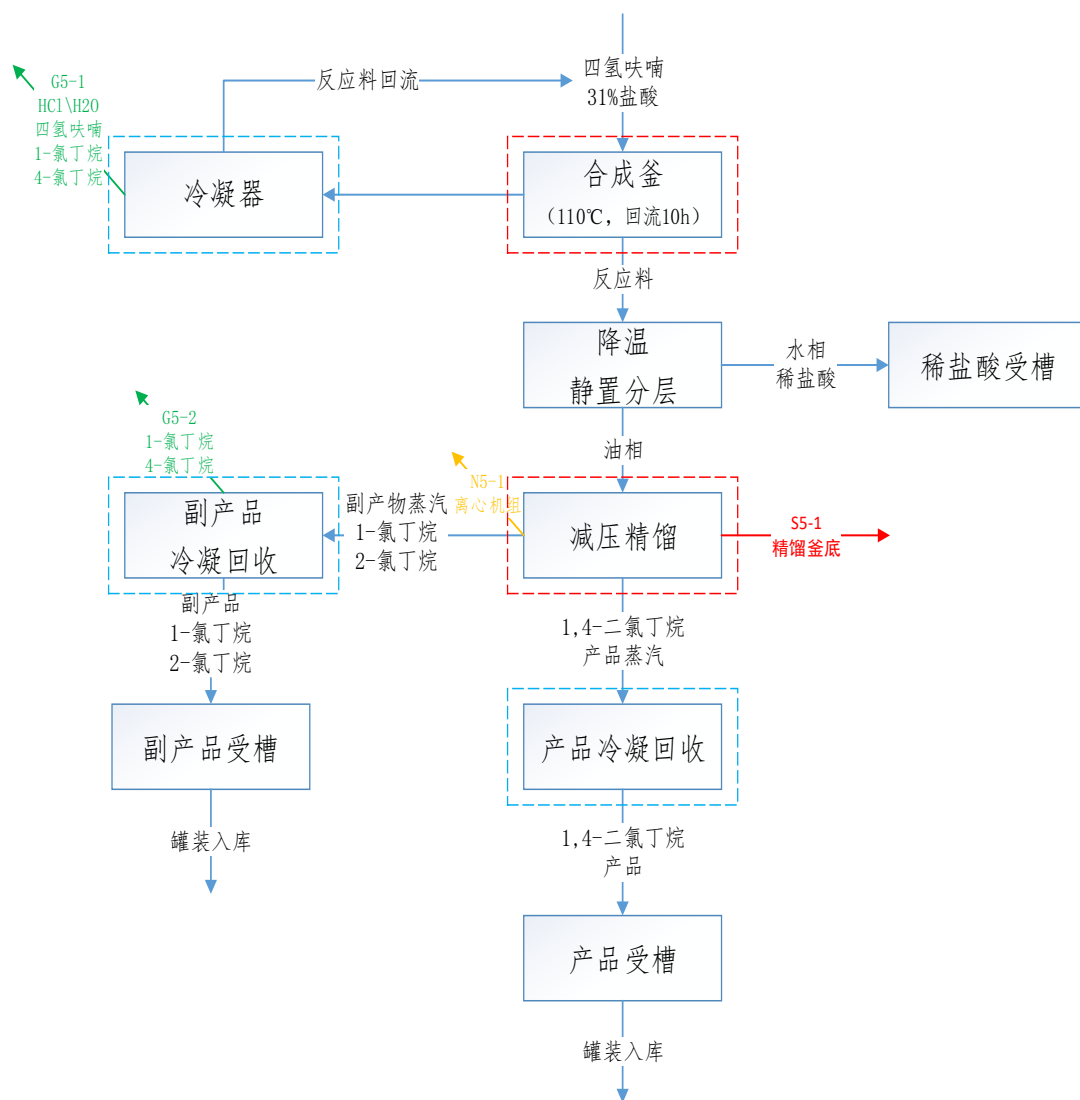 四氢呋喃
31%盐酸
反应料回流
G5-1
HCl\H2O
四氢呋喃
1-氯丁烷
4-氯丁烷
冷凝器
合成釜
（110℃，回流10h）
反应料
降温
静置分层
水相
稀盐酸
稀盐酸受槽
油相
G5-2
1-氯丁烷
4-氯丁烷
副产品
冷凝回收
副产物蒸汽
1-氯丁烷
2-氯丁烷
N5-1
离心机组
减压精馏
S5-1
精馏釜底
副产品
1-氯丁烷
2-氯丁烷
1,4-二氯丁烷
产品蒸汽
副产品受槽
产品冷凝回收
罐装入库
1,4-二氯丁烷
产品
产品受槽
罐装入库